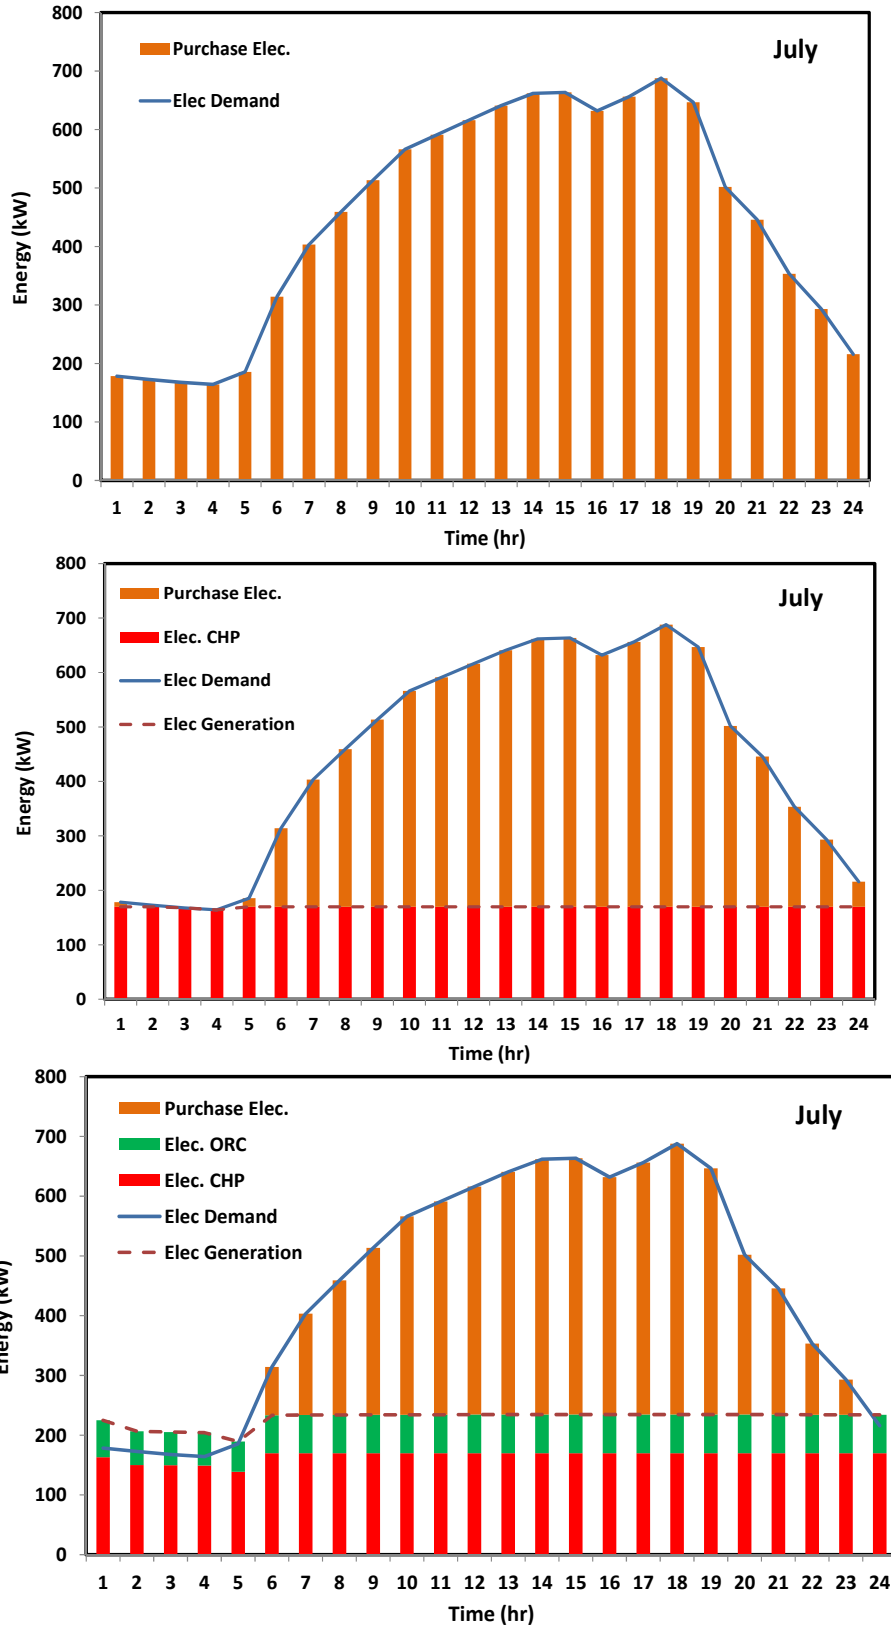 800
July
Purchase Elec.
700
Elec Demand
600
500
400
300
200
100
0
Energy (kW)
1 2 3 4 5 6 7 8 9 10 11 12 13 14 15 16 17 18 19 20 21 22 23 24
Time (hr)
800
Purchase Elec.
July
700
Elec. CHP
600
Elec Demand
Elec Generation
500
400
300
200
100
0
Energy (kW)
1 2 3 4 5 6 7 8 9 10 11 12 13 14 15 16 17 18 19 20 21 22 23 24
Time (hr)
800
Purchase Elec.
July
700
Elec. ORC
Elec. CHP
600
Elec Demand
Elec Generation
500
400
300
200
100
0
Energy (kW)
1 2 3 4 5 6 7 8 9 10 11 12 13 14 15 16 17 18 19 20 21 22 23 24
Time (hr)